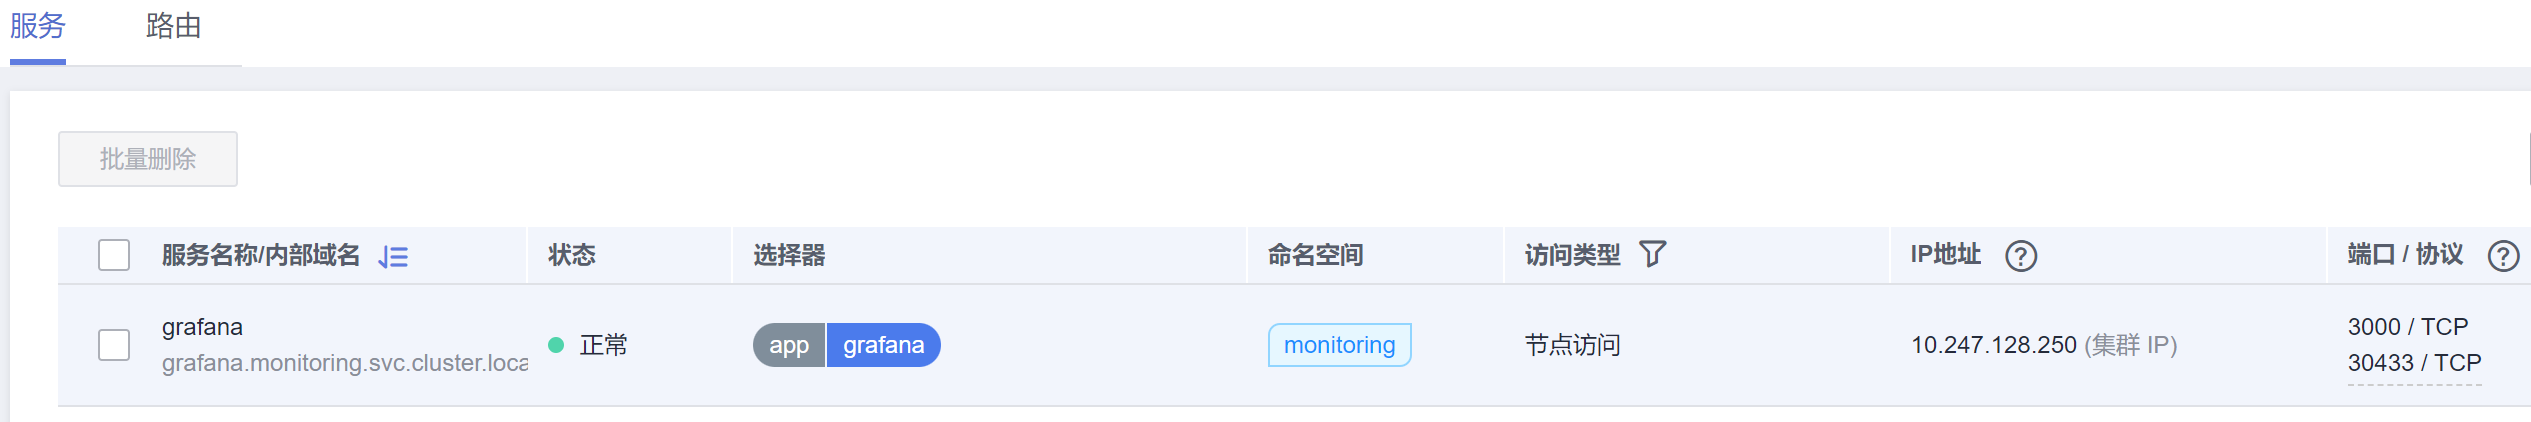 服务 路由
批量删除
服务名称/内部域名 状态 选择器 命名空间 访问类型 IP地址 端口 / 协议
grafana
grafana.monitoring.svc.cluster.loca
正常 app grafana monitoring 节点访问 10.247.128.250 (集群 IP)
3000 / TCP
30433 / TCP